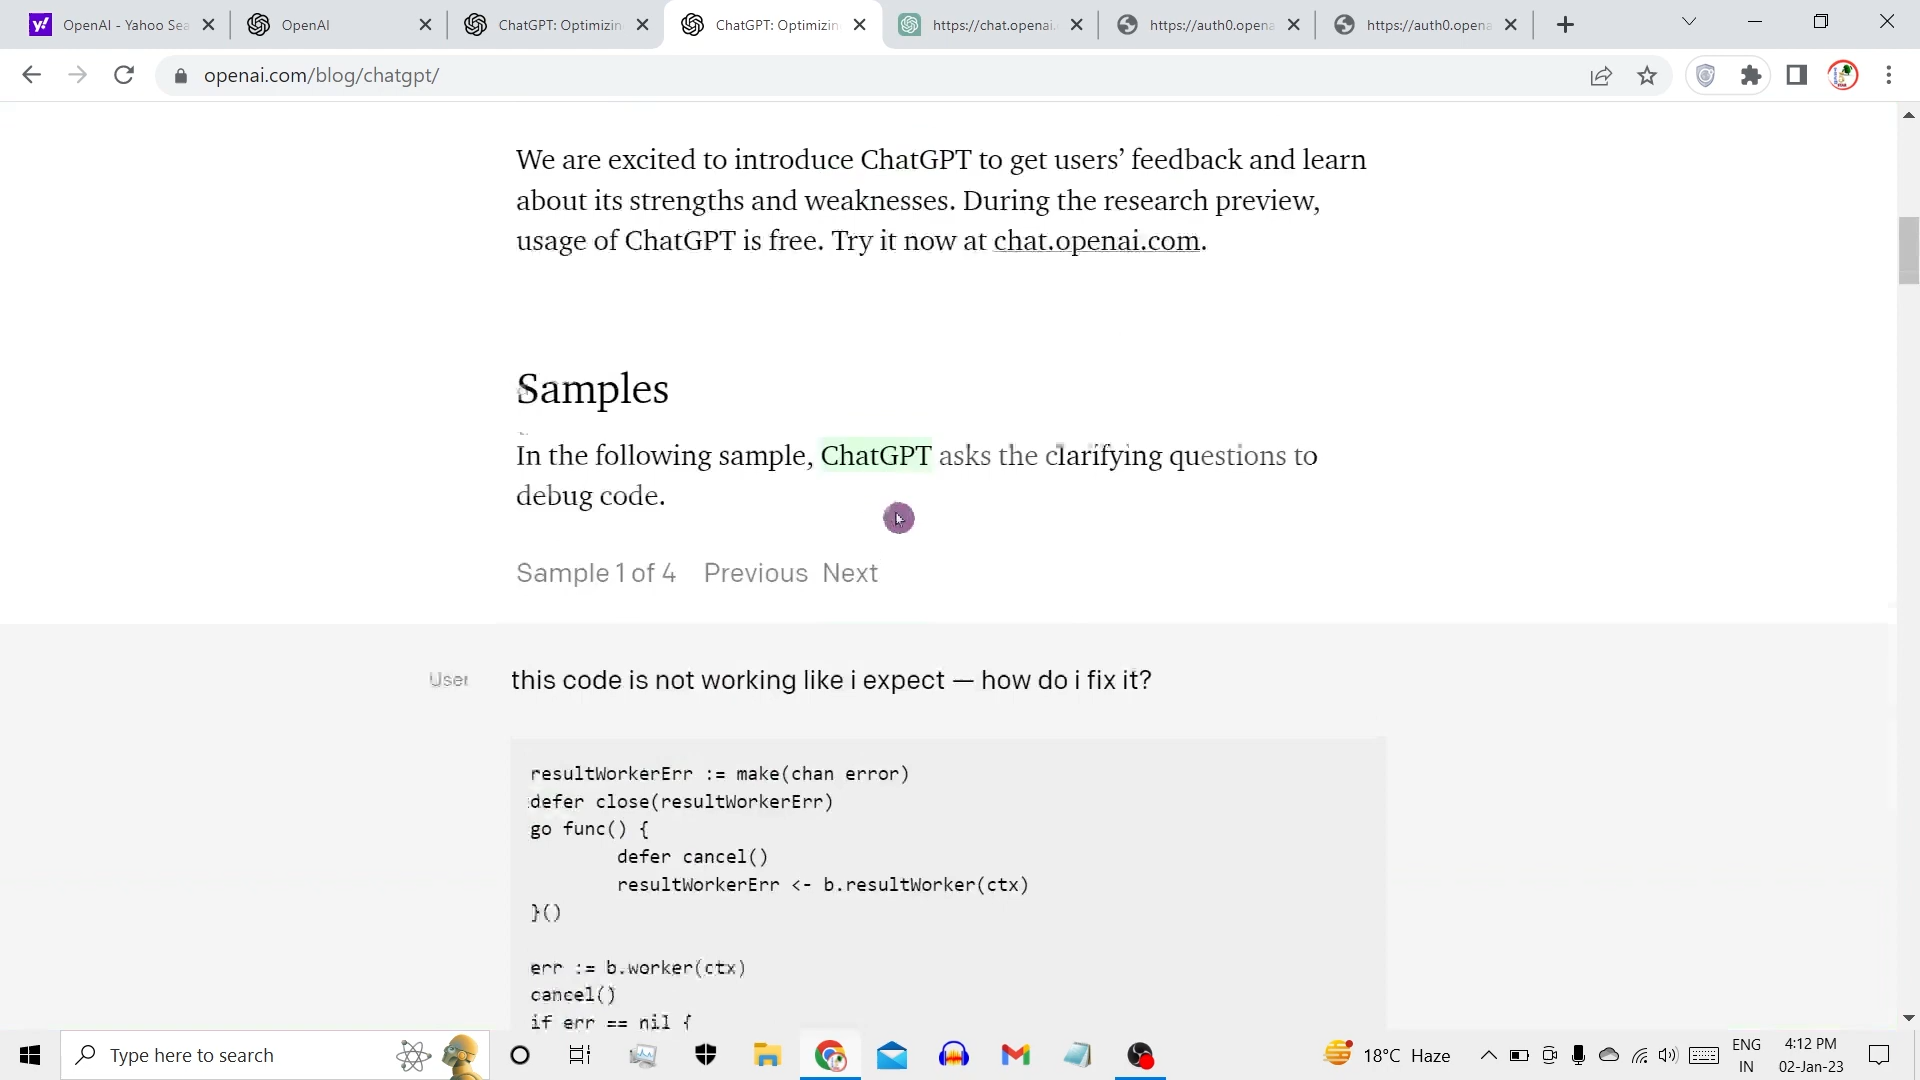 OpenAI - Yahoo Sea
OpenAI
ChatGPT: Optimizin
ChatGPT: Optimizin
https://chat.openai.
https://auth0.opena
https://auth0.opena
openai.com/blog/chatgpt/
We are excited to introduce ChatGPT to get users’ feedback and learn
about its strengths and weaknesses. During the research preview,
usage of ChatGPT is free. Try it now at chat.openai.com.
Samples
In the following sample, ChatGPT asks the clarifying questions to
debug code.
Sample 1 of 4 Previous Next
User
this code is not working like i expect — how do i fix it?
resultWorkerErr := make(chan error)
defer close(resultWorkerErr)
go func() {
defer cancel()
resultWorkerErr <- b.resultWorker(ctx)
}()
err := b.worker(ctx)
cancel()
if err == nil {
Type here to search
18°C Haze
ENG
IN
4:12 PM
02-Jan-23